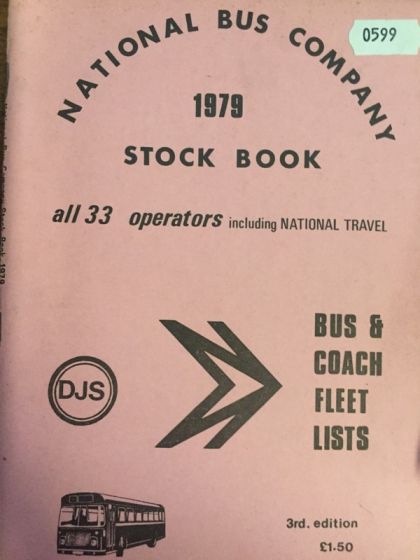 0599
NATIONAL BUS COMPANY
1979
STOCK BOOK
all 33 operators including NATIONAL TRAVEL
BUS &
COACH
FLEET
LISTS
DJS
3rd. edition
£1.50